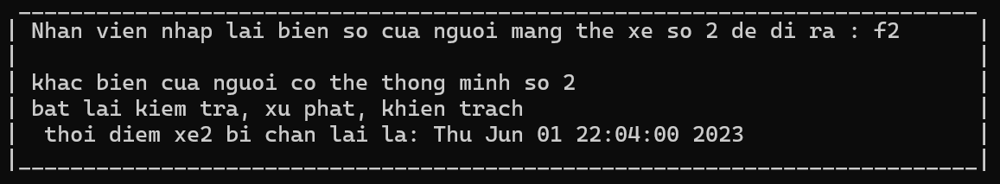 Nhan vien nhap lai bien so cua nguoi mang the xe so 2 de di ra : f2
khac bien cua nguoi co the thong minh so 2
bat lai kiem tra, xu phat, khien trach
thoi diem xe2 bi chan lai la: Thu Jun 01 22:04:00 2023